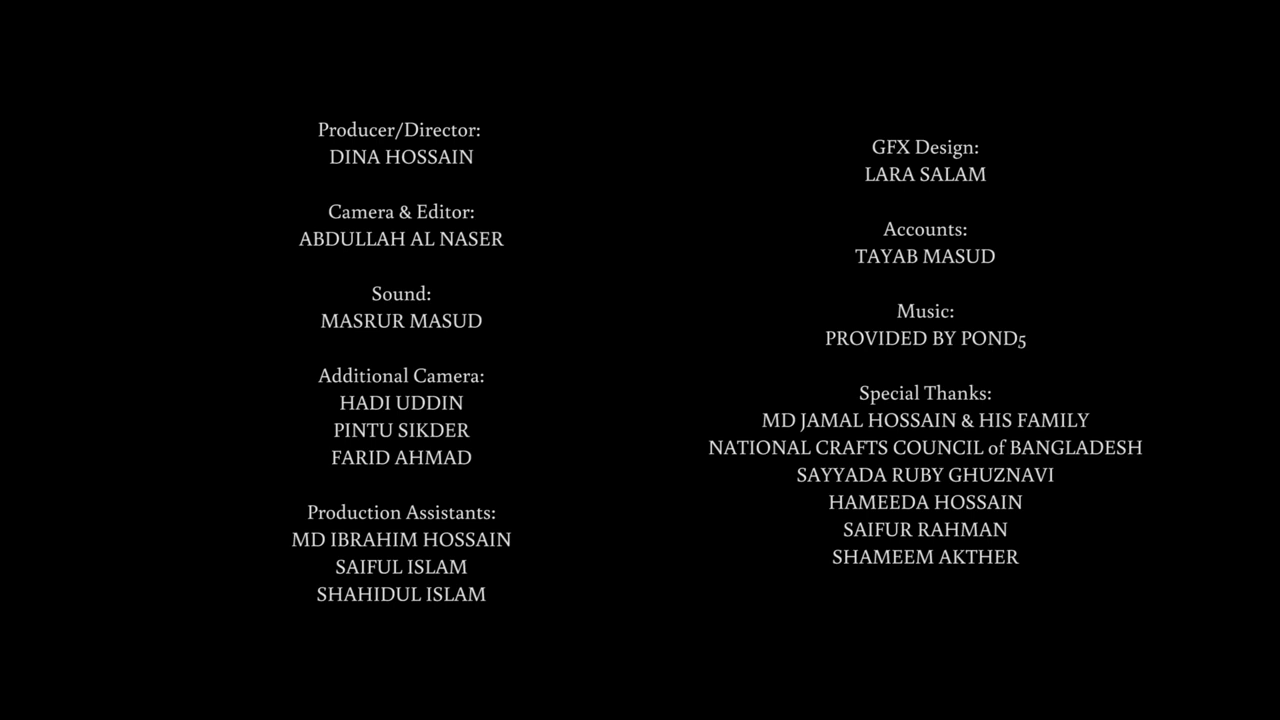 Producer/Director:
DINA HOSSAIN
Camera & Editor:
ABDULLAH AL NASER
Sound:
MASRUR MASUD
Additional Camera:
HADI UDDIN
PINTU SIKDER
FARID AHMAD
Production Assistants:
MD IBRAHIM HOSSAIN
SAIFUL ISLAM
SHAHIDUL ISLAM
GFX Design:
LARA SALAM
Accounts:
TAYAB MASUD
Music:
PROVIDED BY POND5
Special Thanks:
MD JAMAL HOSSAIN & HIS FAMILY
NATIONAL CRAFTS COUNCIL of BANGLADESH
SAYYADA RUBY GHUZNAVI
HAMEEDA HOSSAIN
SAIFUR RAHMAN
SHAMEEM AKTHER